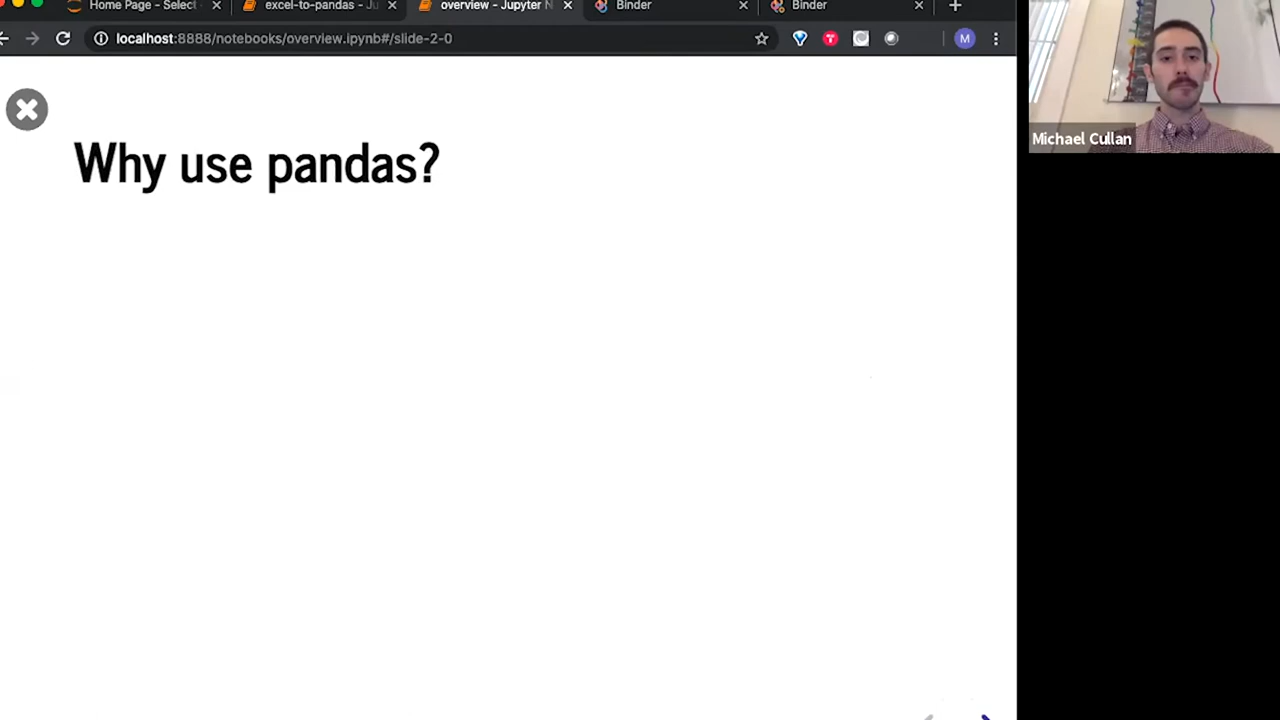 Home Page - Select
excel-to-pandas - Ju
overview - Jupyter N
Binder
Binder
localhost:8888/notebooks/overview.ipynb#/slide-2-0
T
M
Why use pandas?
Michael Cullan